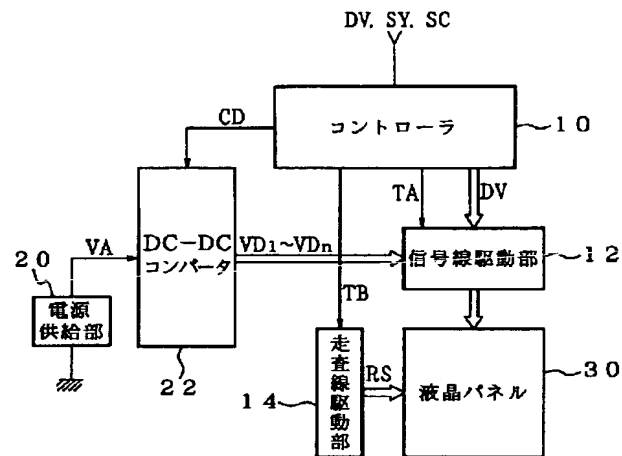 DV. SY. SC
コントローラ
10
CD
TA
DV
DC－DC
コンバータ
VD1~VDn
信号線駆動部
12
VA
20
電源
供給部
22
TB
走査線駆動部
14
RS
液晶パネル
30